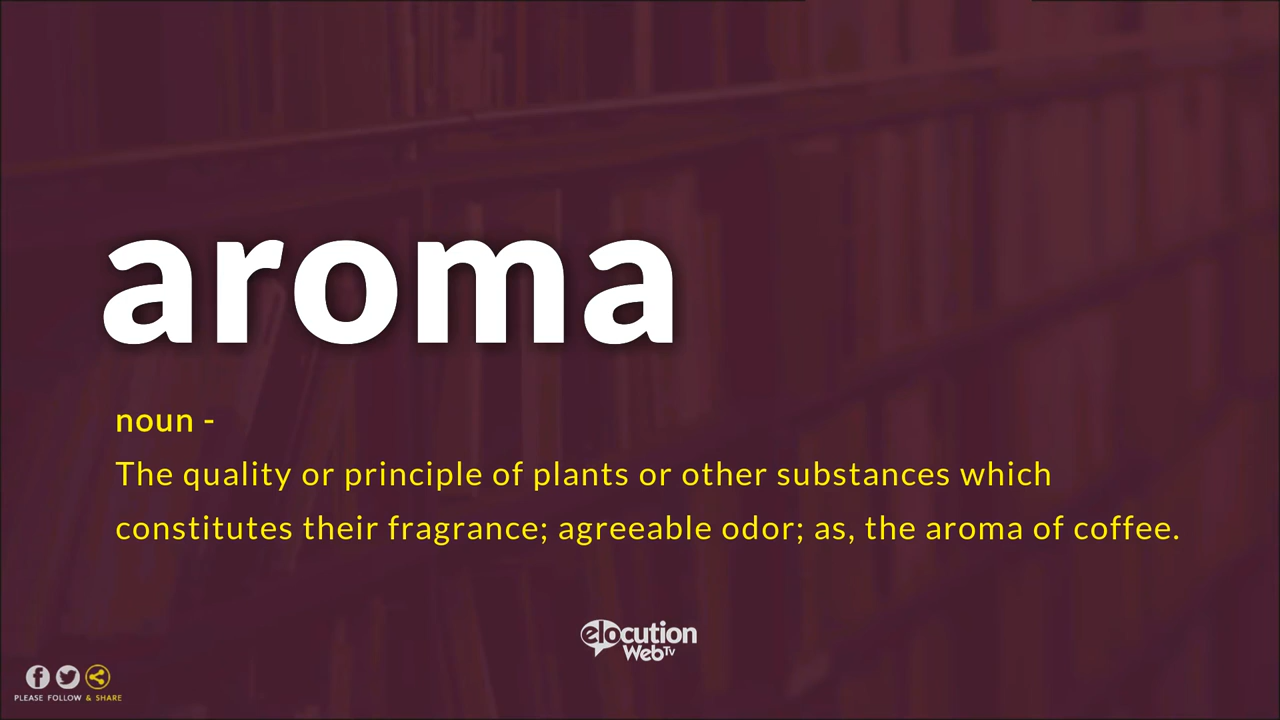 aroma
noun -
The quality or principle of plants or other substances which
constitutes their fragrance; agreeable odor; as, the aroma of coffee.
elocution
WebTv
PLEASE FOLLOW & SHARE